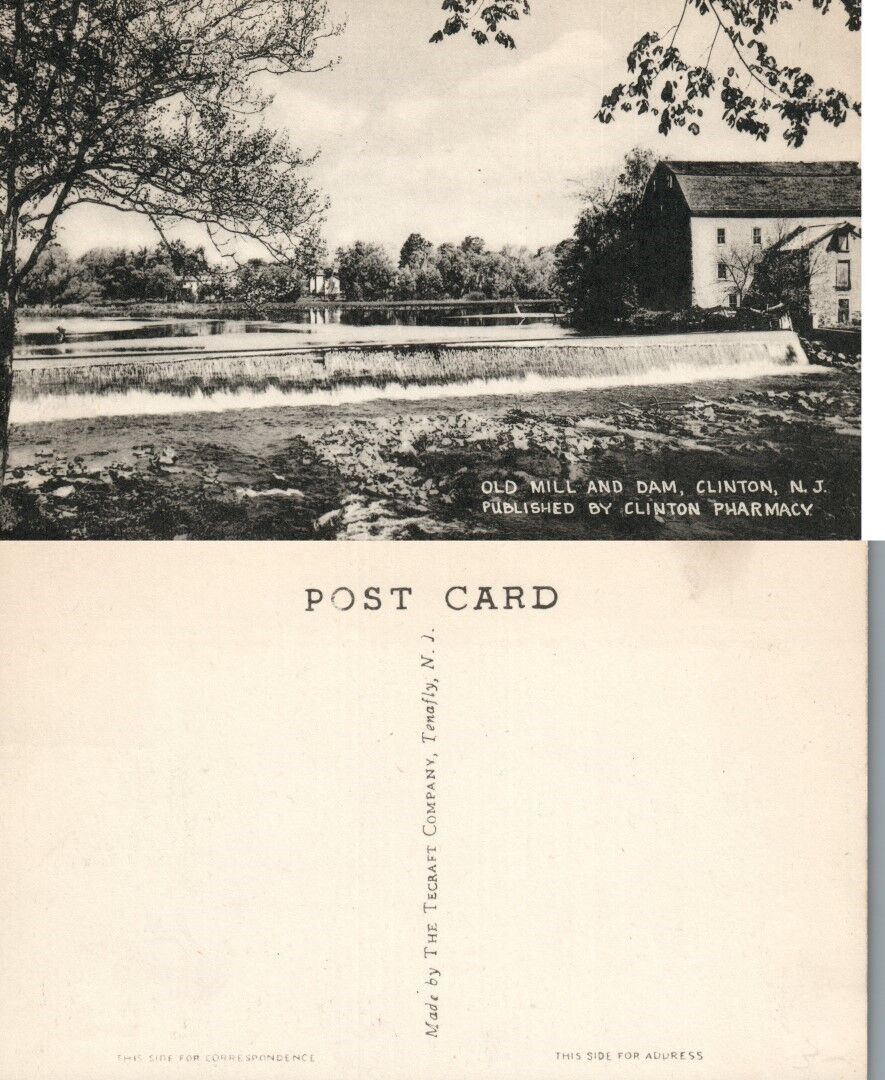 OLD MILL AND DAM, CLINTON, N. J.
PUBLISHED BY CLINTON PHARMACY
POST CARD
Made by THE TECRAFT COMPANY, Tenafly, N. J.
THIS SIDE FOR CORRESPONDENCE
THIS SIDE FOR ADDRESS